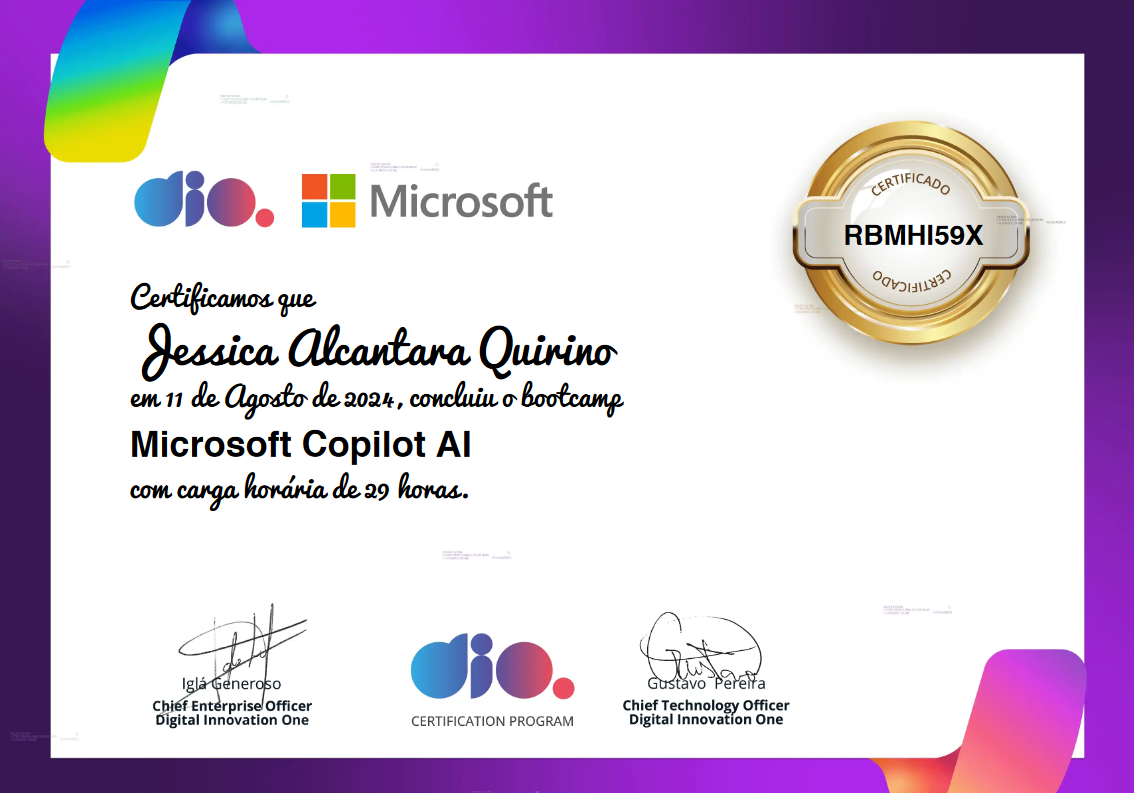 dio.
Microsoft
CERTIFICADO
RBMHI59X
CERTIFICADO
Certificamos que
Jessica Alcantara Quirino
em 11 de Agosto de 2024, concluiu o bootcamp
Microsoft Copilot AI
com carga horária de 29 horas.
Iglá Generoso
Chief Enterprise Officer
Digital Innovation One
dio.
CERTIFICATION PROGRAM
Gustavo Pereira
Chief Technology Officer
Digital Innovation One